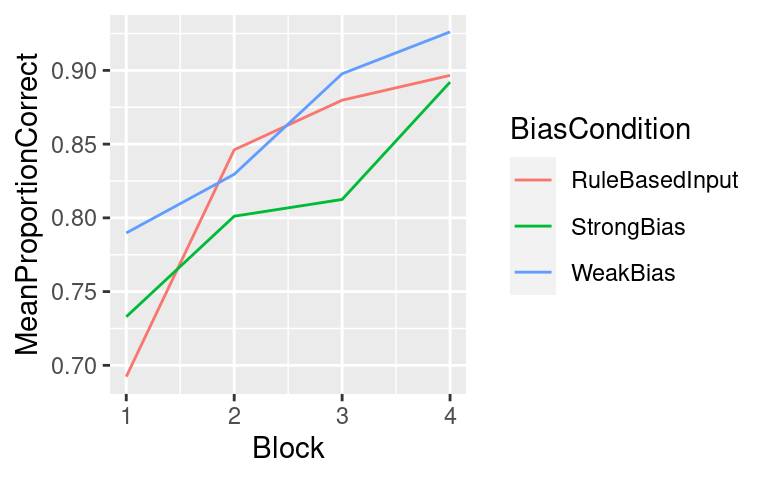 MeanProportionCorrect
0.90
0.85
0.80
0.75
0.70
1 2 3 4
Block
BiasCondition
RuleBasedInput
StrongBias
WeakBias